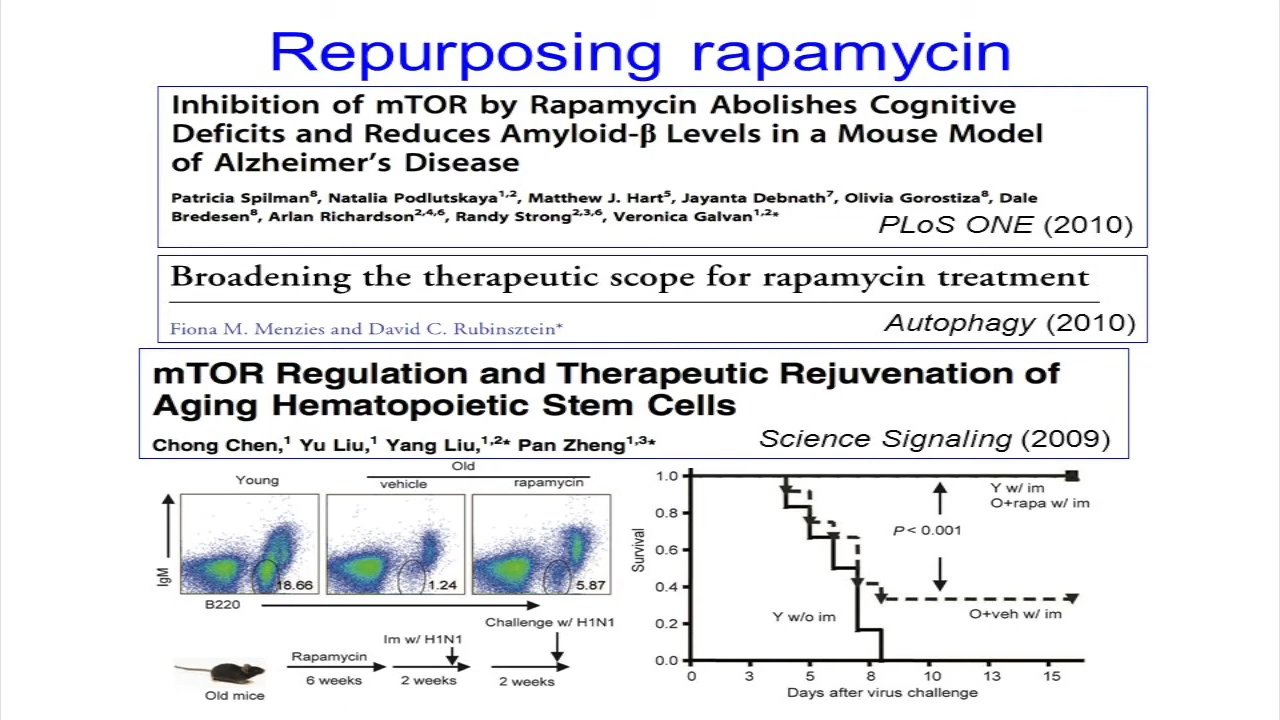 Repurposing rapamycin
Inhibition of mTOR by Rapamycin Abolishes Cognitive
Deficits and Reduces Amyloid-β Levels in a Mouse Model
of Alzheimer's Disease
Patricia Spilman⁸, Natalia Podlutskaya¹,², Matthew J. Hart⁵, Jayanta Debnath⁷, Olivia Gorostiza⁸, Dale
Bredesen⁸, Arlan Richardson²,⁴,⁶, Randy Strong²,³,⁶, Veronica Galvan¹,²*
PLoS ONE (2010)
Broadening the therapeutic scope for rapamycin treatment
Fiona M. Menzies and David C. Rubinsztein*
Autophagy (2010)
mTOR Regulation and Therapeutic Rejuvenation of
Aging Hematopoietic Stem Cells
Chong Chen,¹ Yu Liu,¹ Yang Liu,¹,²* Pan Zheng¹,³*
Science Signaling (2009)
Old
Young vehicle rapamycin
IgM
18.66 1.24 5.87
B220
Challenge w/ H1N1
Im w/ H1N1
Rapamycin
6 weeks 2 weeks 2 weeks
Old mice
Survival
1.0
0.8
0.6
0.4
0.2
0.0
Y w/ im
O+rapa w/ im
P< 0.001
Y w/o im
O+veh w/ im
0 3 5 8 10 13 15
Days after virus challenge